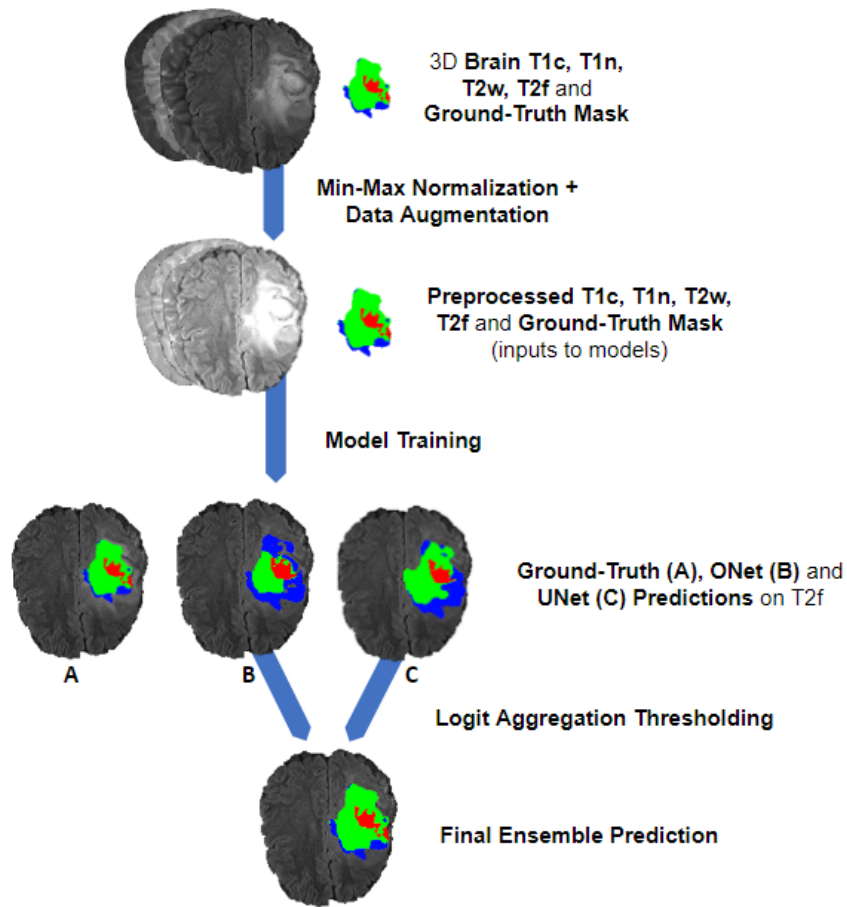 3D Brain T1c, T1n,
T2w, T2f and
Ground-Truth Mask
Min-Max Normalization +
Data Augmentation
Preprocessed T1c, T1n, T2w,
T2f and Ground-Truth Mask
(inputs to models)
Model Training
Ground-Truth (A), ONet (B) and
UNet (C) Predictions on T2f
A
B
C
Logit Aggregation Thresholding
Final Ensemble Prediction